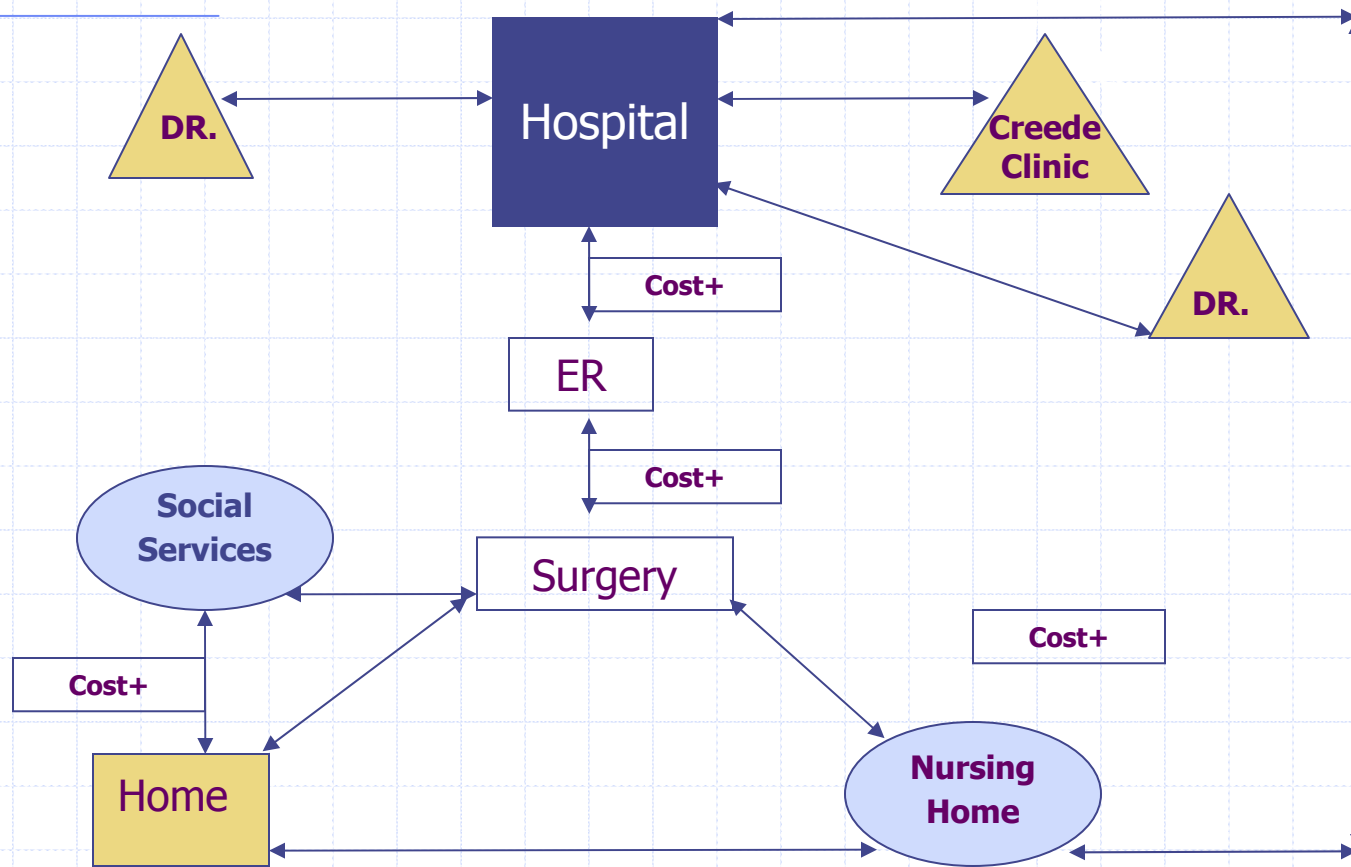 DR.
Hospital
Creede
Clinic
DR.
Cost+
ER
Cost+
Social
Services
Surgery
Cost+
Cost+
Home
Nursing
Home